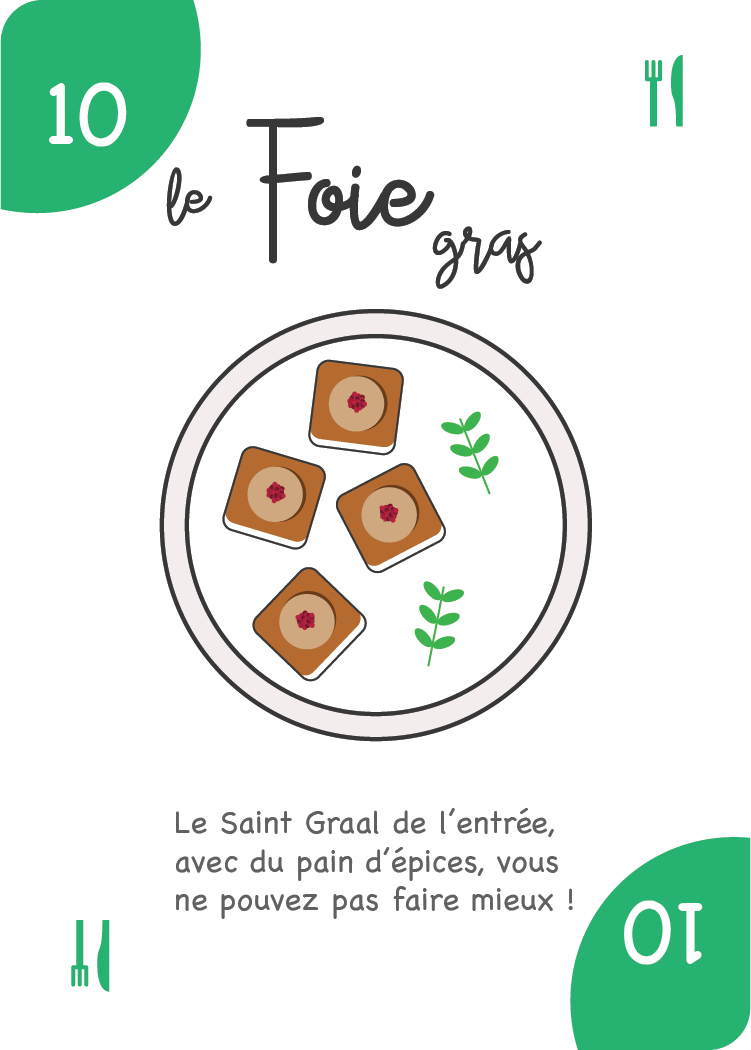 10
le Foie
gras
Le Saint Graal de l'entrée,
avec du pain d'épices, vous
ne pouvez pas faire mieux !
10